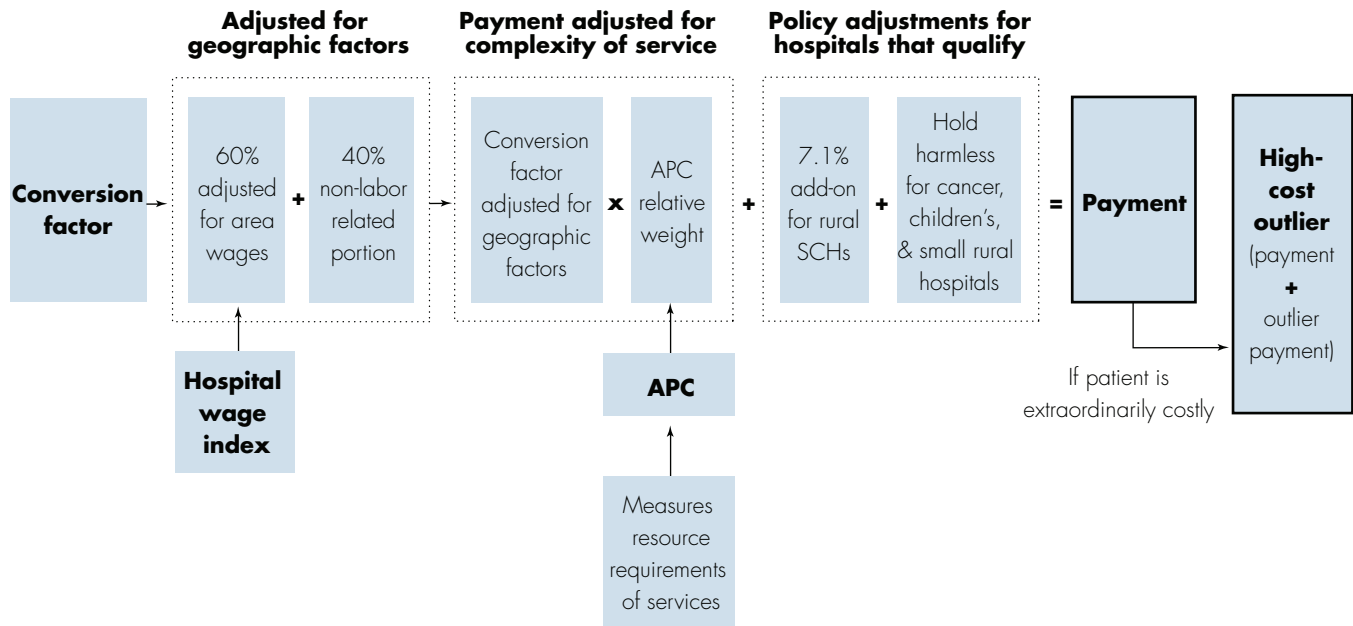 Adjusted for
geographic factors
Payment adjusted for
complexity of service
Policy adjustments for
hospitals that qualify
Conversion
factor
60%
adjusted
for area
wages
+
40%
non-labor
related
portion
Conversion
factor
adjusted for
geographic
factors
x
APC
relative
weight
+
7.1%
add-on
for rural
SCHs
+
Hold
harmless
for cancer,
children's,
& small rural
hospitals
=
Payment
High-
cost
outlier
(payment
+
outlier
payment)
Hospital
wage
index
APC
If patient is
extraordinarily costly
Measures
resource
requirements
of services